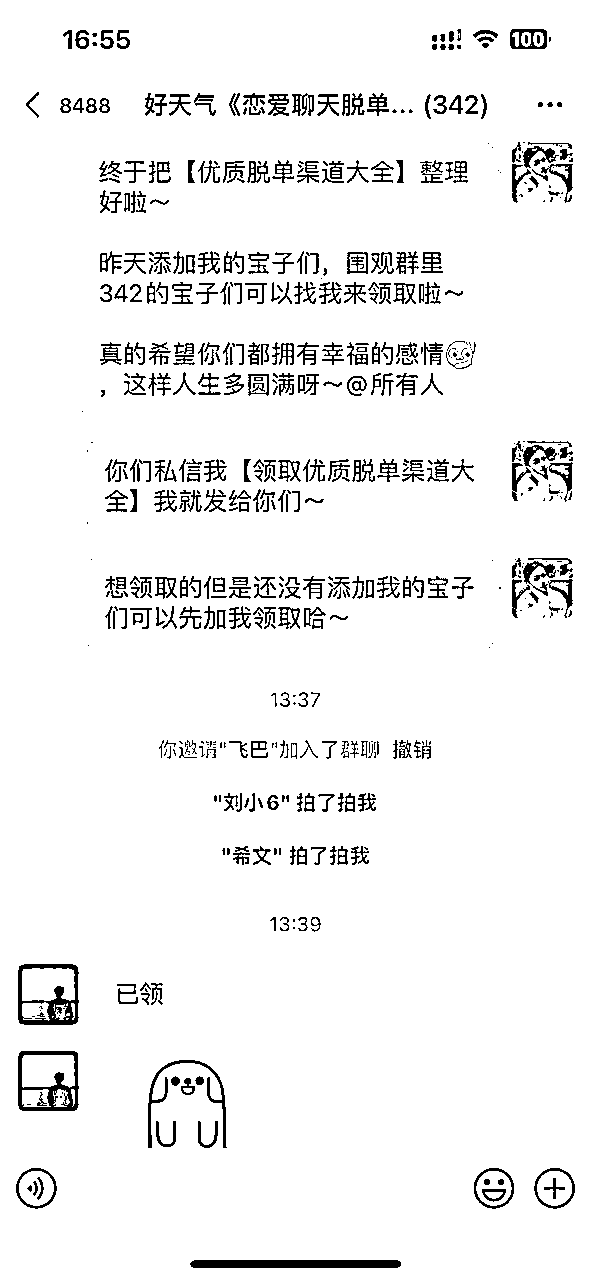 16:55
100
8488 好天气《恋爱聊天脱单... (342)
终于把【优质脱单渠道大全】整理
好啦～
昨天添加我的宝子们，围观群里
342的宝子们可以找我来领取啦～
真的希望你们都拥有幸福的感情
，这样人生多圆满呀～@所有人
你们私信我【领取优质脱单渠道大
全】我就发给你们～
想领取的但是还没有添加我的宝子
们可以先加我领取哈～
13:37
你邀请"飞巴"加入了群聊 撤销
"刘小6" 拍了拍我
"希文" 拍了拍我
13:39
已领